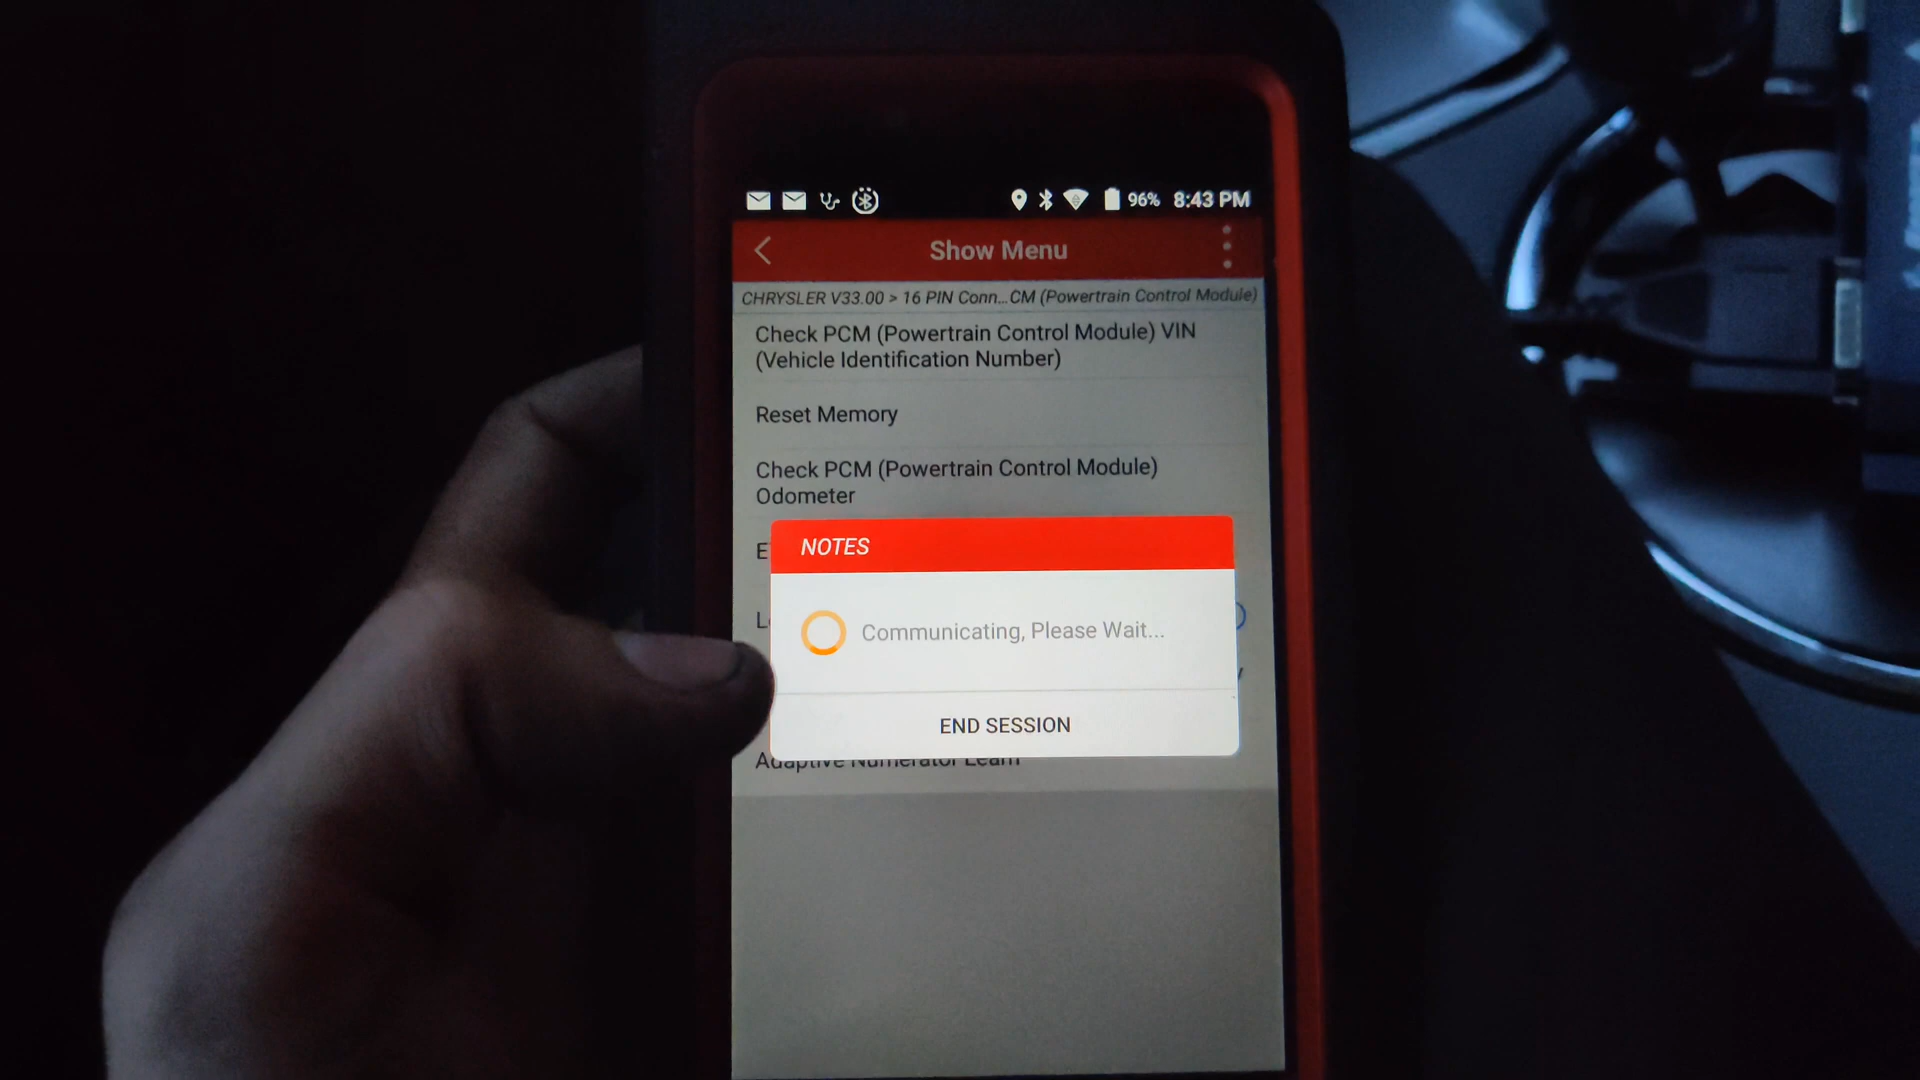 96% 8:43 PM
Show Menu
CHRYSLER V33.00 > 16 PIN Conn...CM (Powertrain Control Module)
Check PCM (Powertrain Control Module) VIN
(Vehicle Identification Number)
Reset Memory
Check PCM (Powertrain Control Module)
Odometer
NOTES
Communicating, Please Wait...
END SESSION
Adaptive Numerator Learn